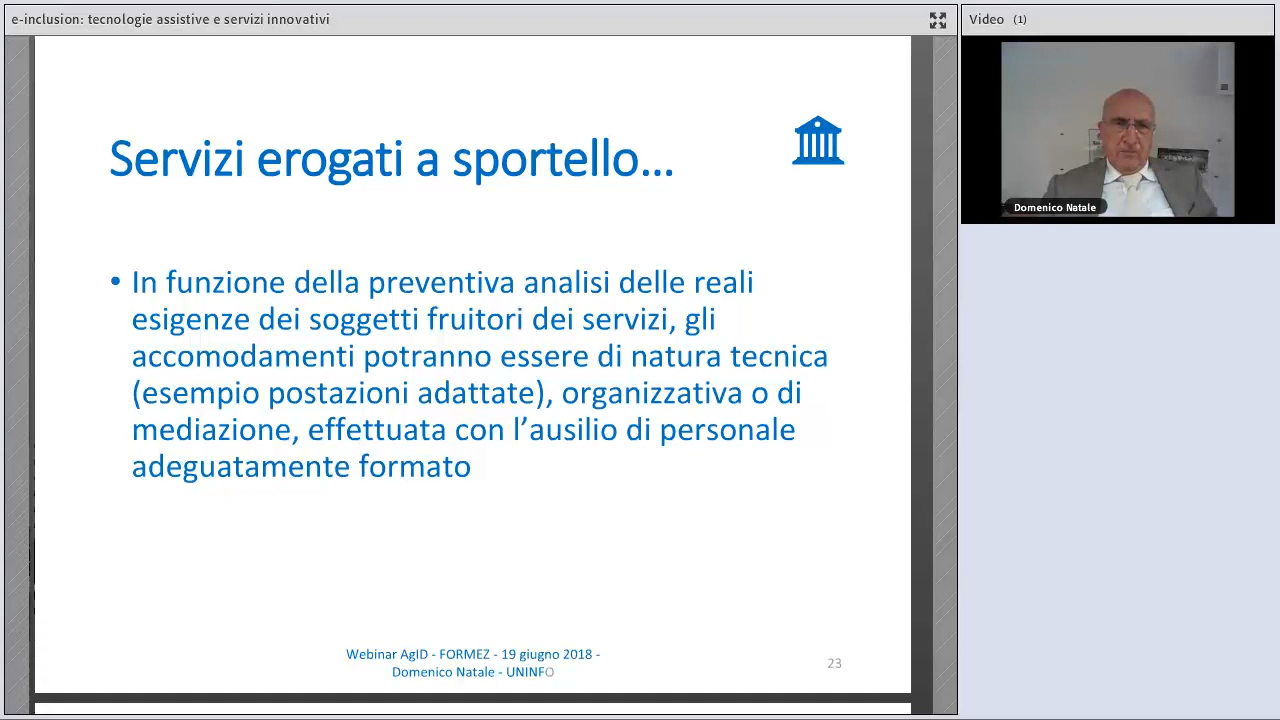 e-inclusion: tecnologie assistive e servizi innovativi
Video (1)
Domenico Natale
Servizi erogati a sportello…
• In funzione della preventiva analisi delle reali
esigenze dei soggetti fruitori dei servizi, gli
accomodamenti potranno essere di natura tecnica
(esempio postazioni adattate), organizzativa o di
mediazione, effettuata con l’ausilio di personale
adeguatamente formato
Webinar AgID - FORMEZ - 19 giugno 2018 -
Domenico Natale - UNINFO
23